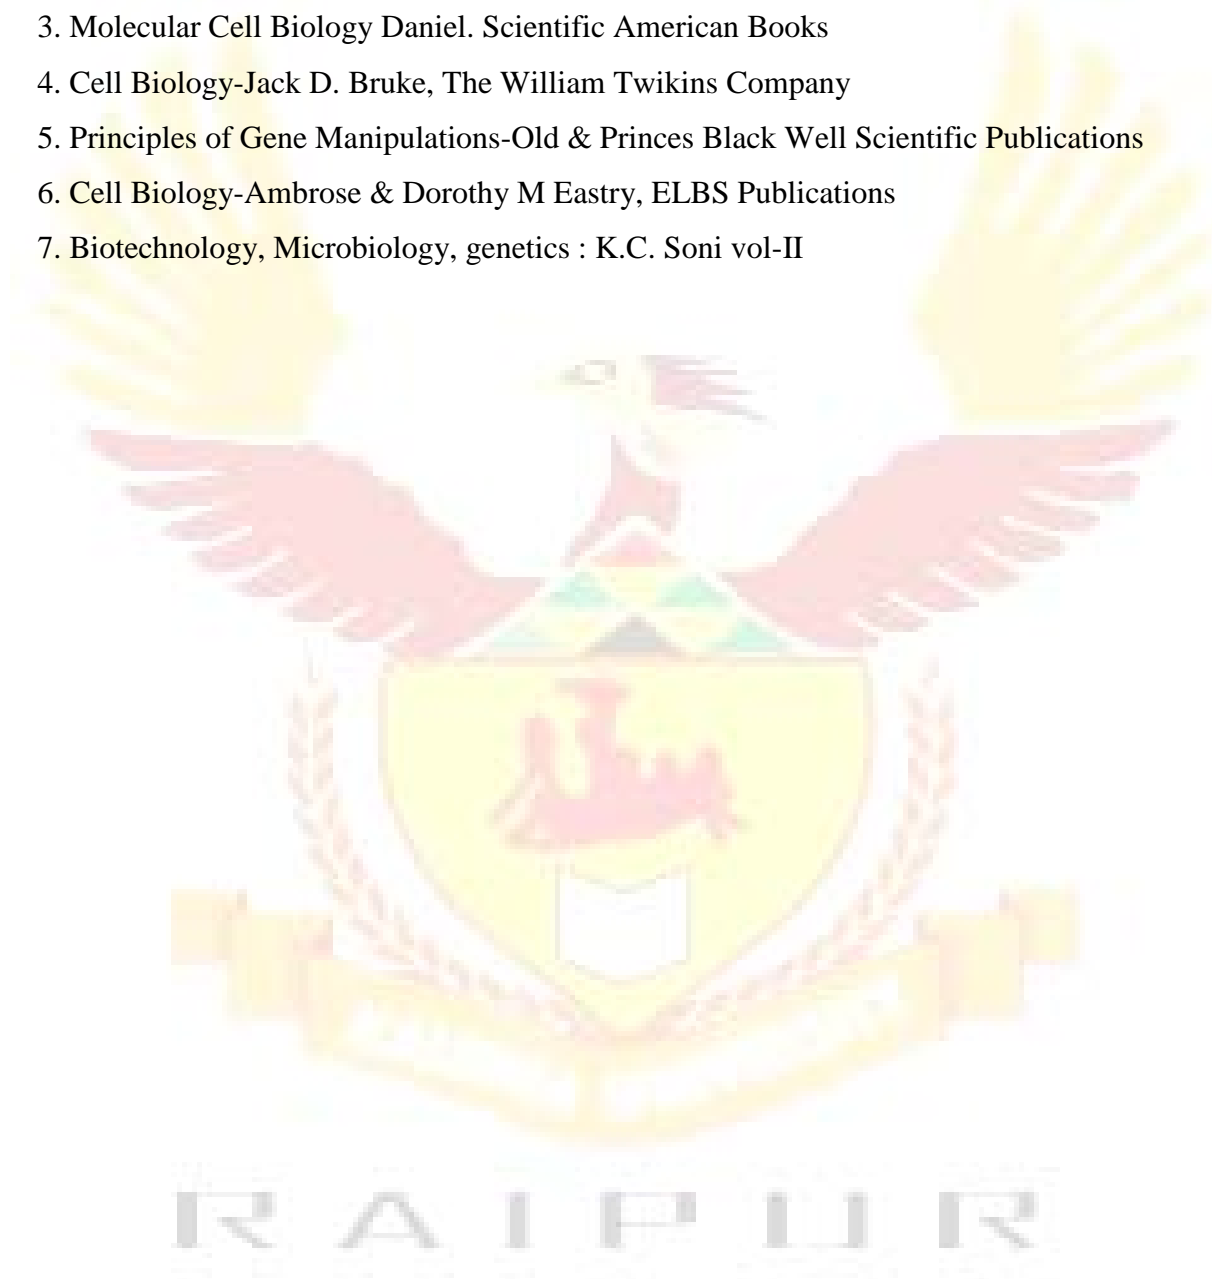 3. Molecular Cell Biology Daniel. Scientific American Books
4. Cell Biology-Jack D. Bruke, The William Twikins Company
5. Principles of Gene Manipulations-Old & Princes Black Well Scientific Publications
6. Cell Biology-Ambrose & Dorothy M Eastry, ELBS Publications
7. Biotechnology, Microbiology, genetics : K.C. Soni vol-II
RAIPUR